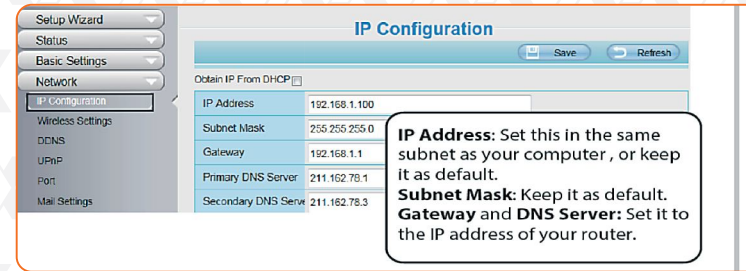 Setup Wizard
Status
Basic Settings
Network
IP Configuration
Wireless Settings
DDNS
UPnP
Port
Mail Settings
IP Configuration
Save
Refresh
Obtain IP From DHCP
IP Address 192.168.1.100
Subnet Mask 255.255.255.0
Gateway 192.168.1.1
Primary DNS Server 211.162.78.1
Secondary DNS Serve 211.162.78.3
IP Address: Set this in the same
subnet as your computer , or keep
it as default.
Subnet Mask: Keep it as default.
Gateway and DNS Server: Set it to
the IP address of your router.